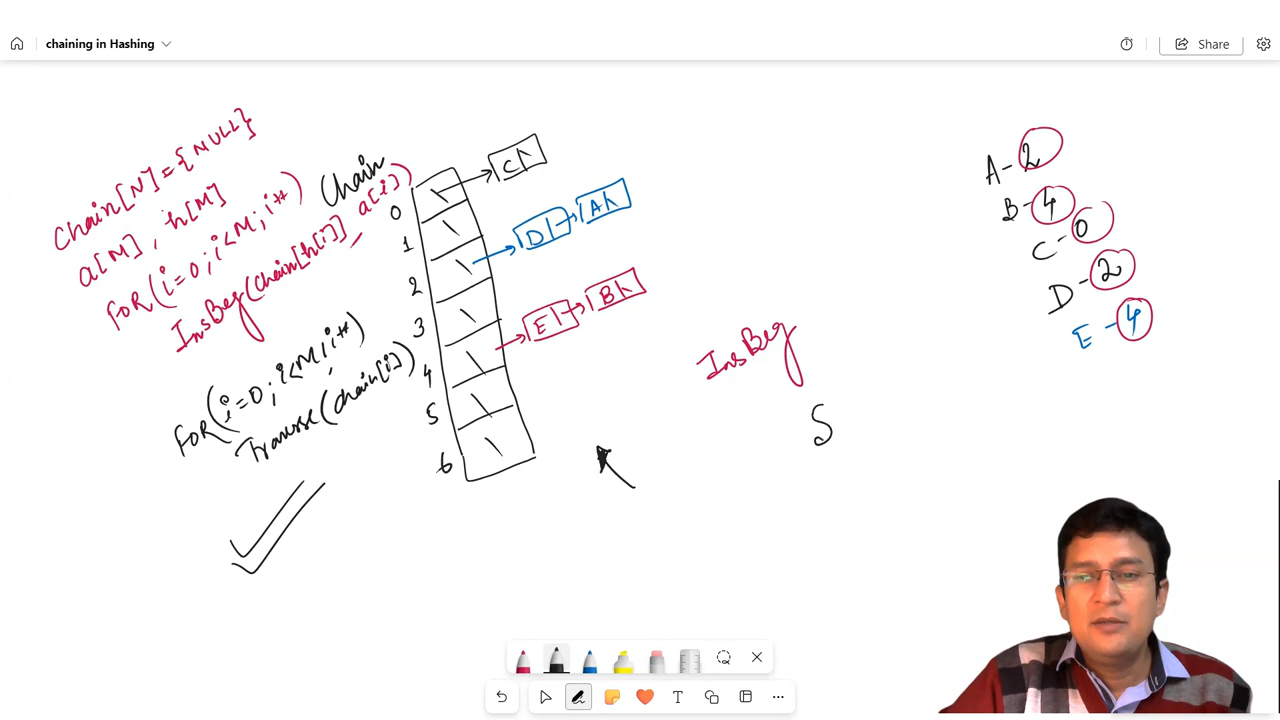 chaining in Hashing
Share
Chain[N]={NULL}
a[M], h[M]
FOR(i=0; i<M; i++)
InsBeg(chain[h[i]], a[i])
FOR(i=0; i<M; i++)
Traverse(chain[i])
Chain
0
1
2
3
4
5
6
C
D
A
E
B
InsBeg
S
A-2
B-4
C-0
D-2
E-4
T